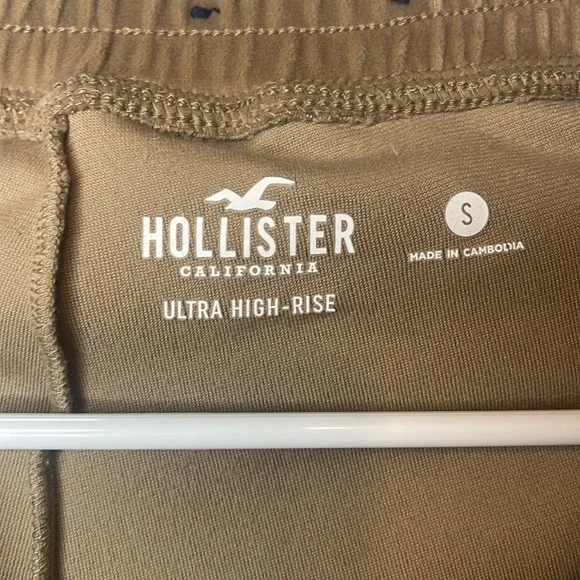 HOLLISTER
CALIFORNIA
ULTRA HIGH-RISE
S
MADE IN CAMBODIA